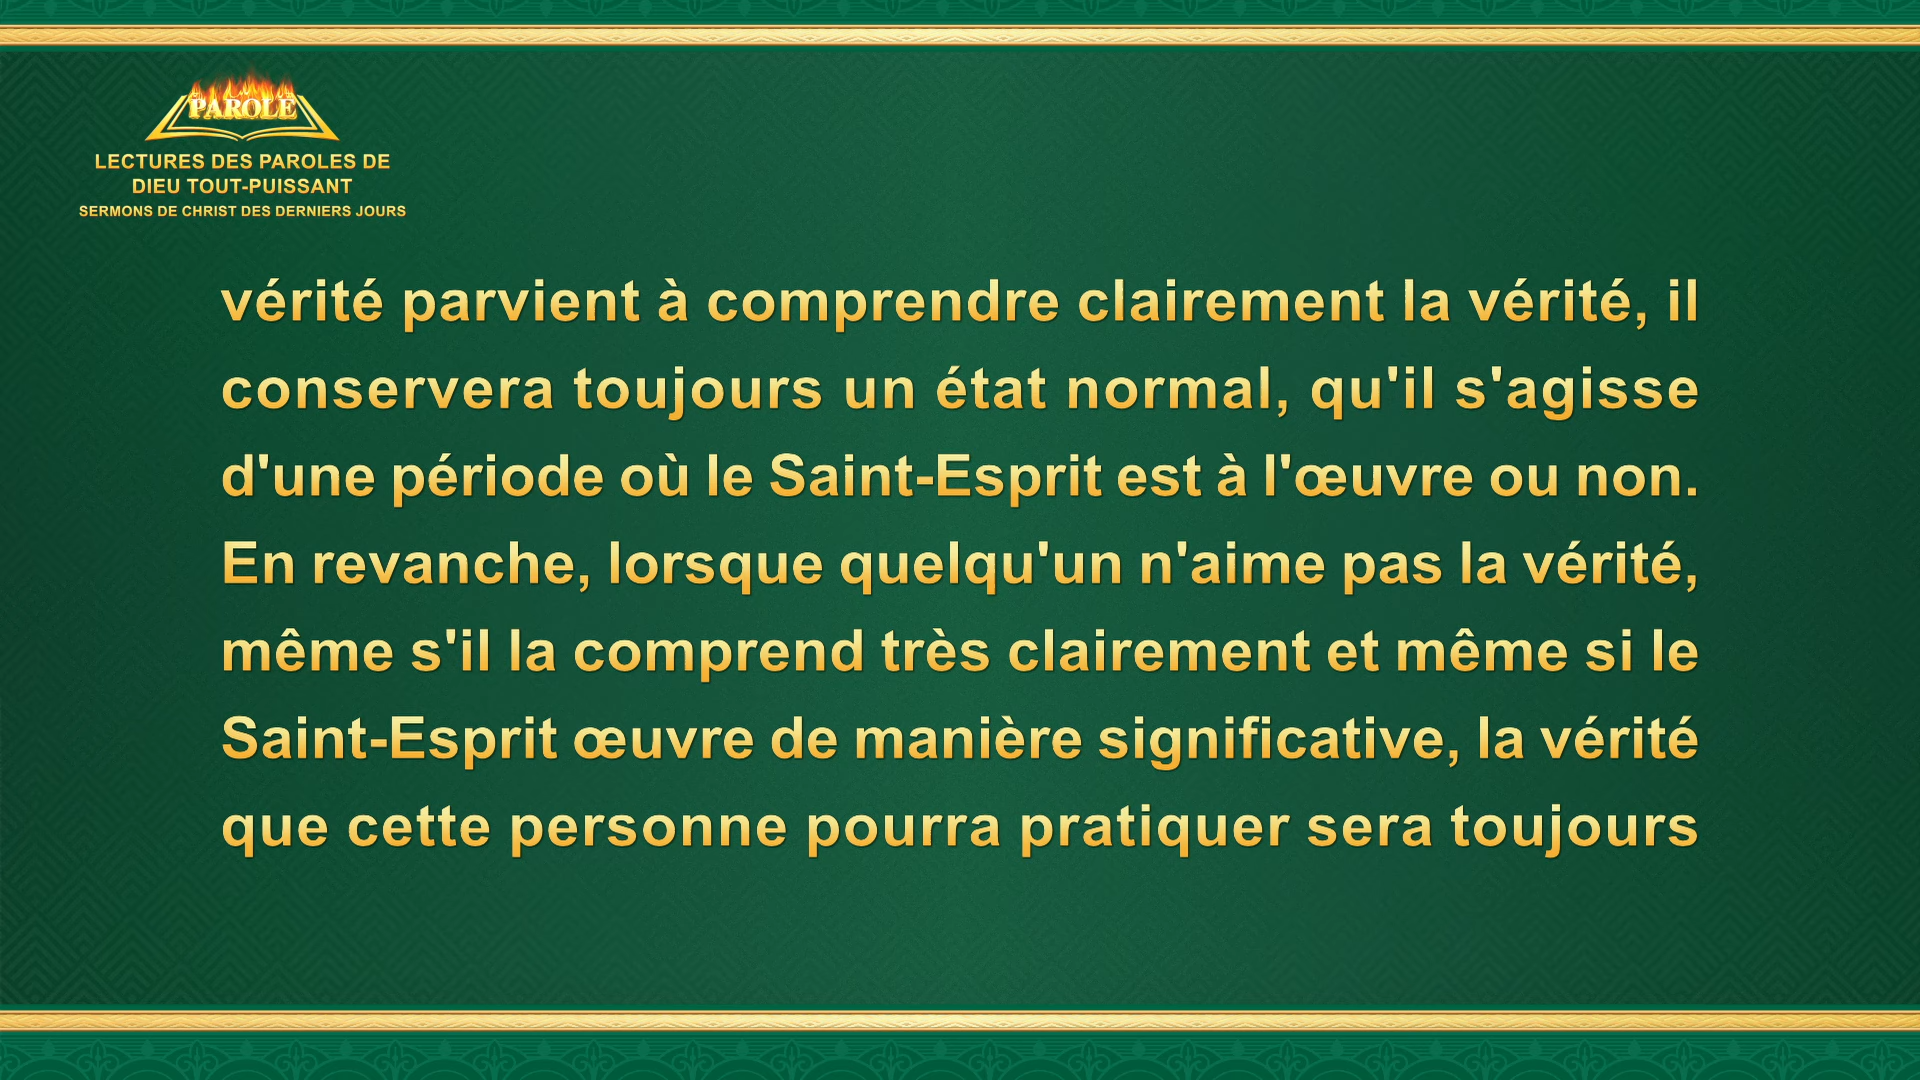 PAROLE
LECTURES DES PAROLES DE
DIEU TOUT-PUISSANT
SERMONS DE CHRIST DES DERNIERS JOURS
vérité parvient à comprendre clairement la vérité, il
conservera toujours un état normal, qu'il s'agisse
d'une période où le Saint-Esprit est à l'œuvre ou non.
En revanche, lorsque quelqu'un n'aime pas la vérité,
même s'il la comprend très clairement et même si le
Saint-Esprit œuvre de manière significative, la vérité
que cette personne pourra pratiquer sera toujours